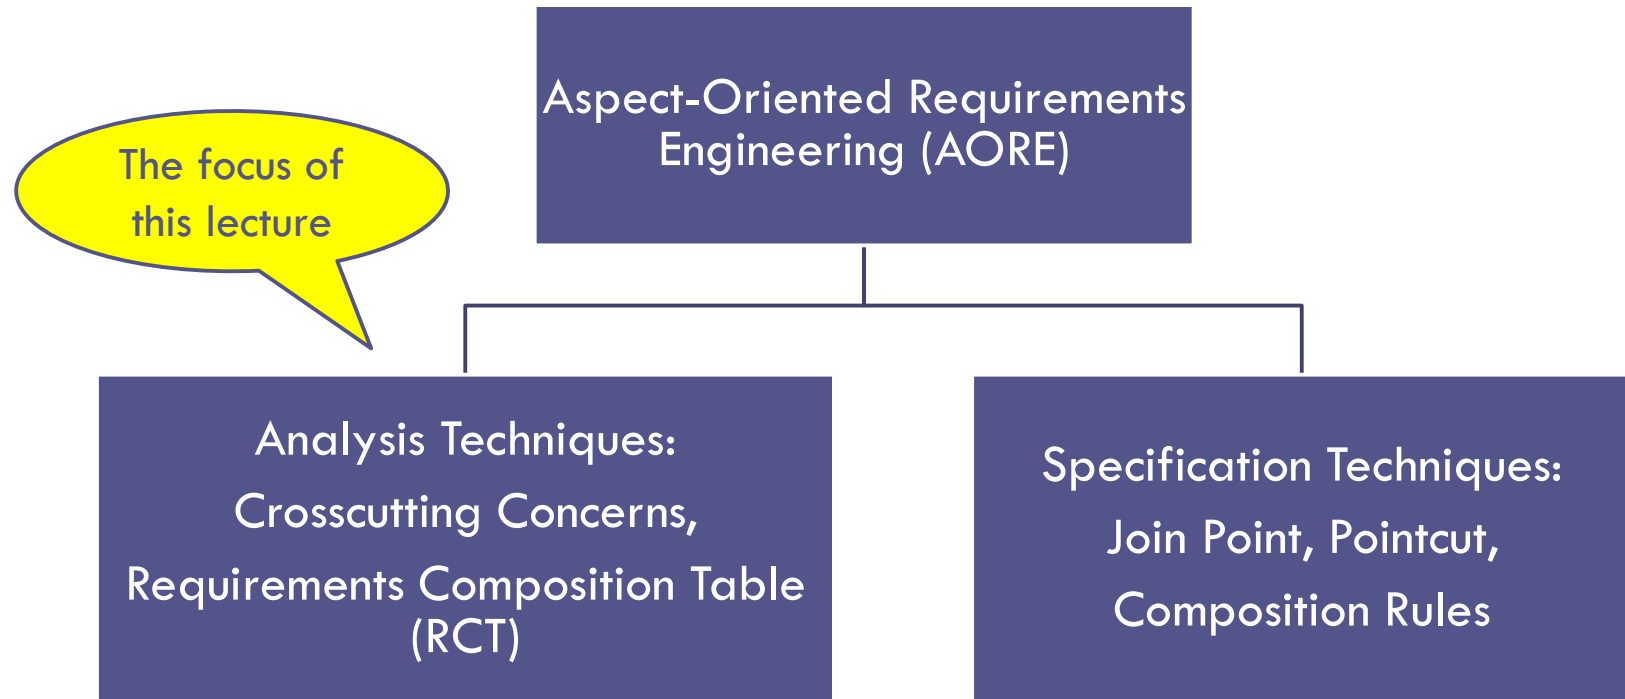 Aspect-Oriented Requirements
Engineering (AORE)
The focus of
this lecture
Analysis Techniques:
Crosscutting Concerns,
Requirements Composition Table
(RCT)
Specification Techniques:
Join Point, Pointcut,
Composition Rules